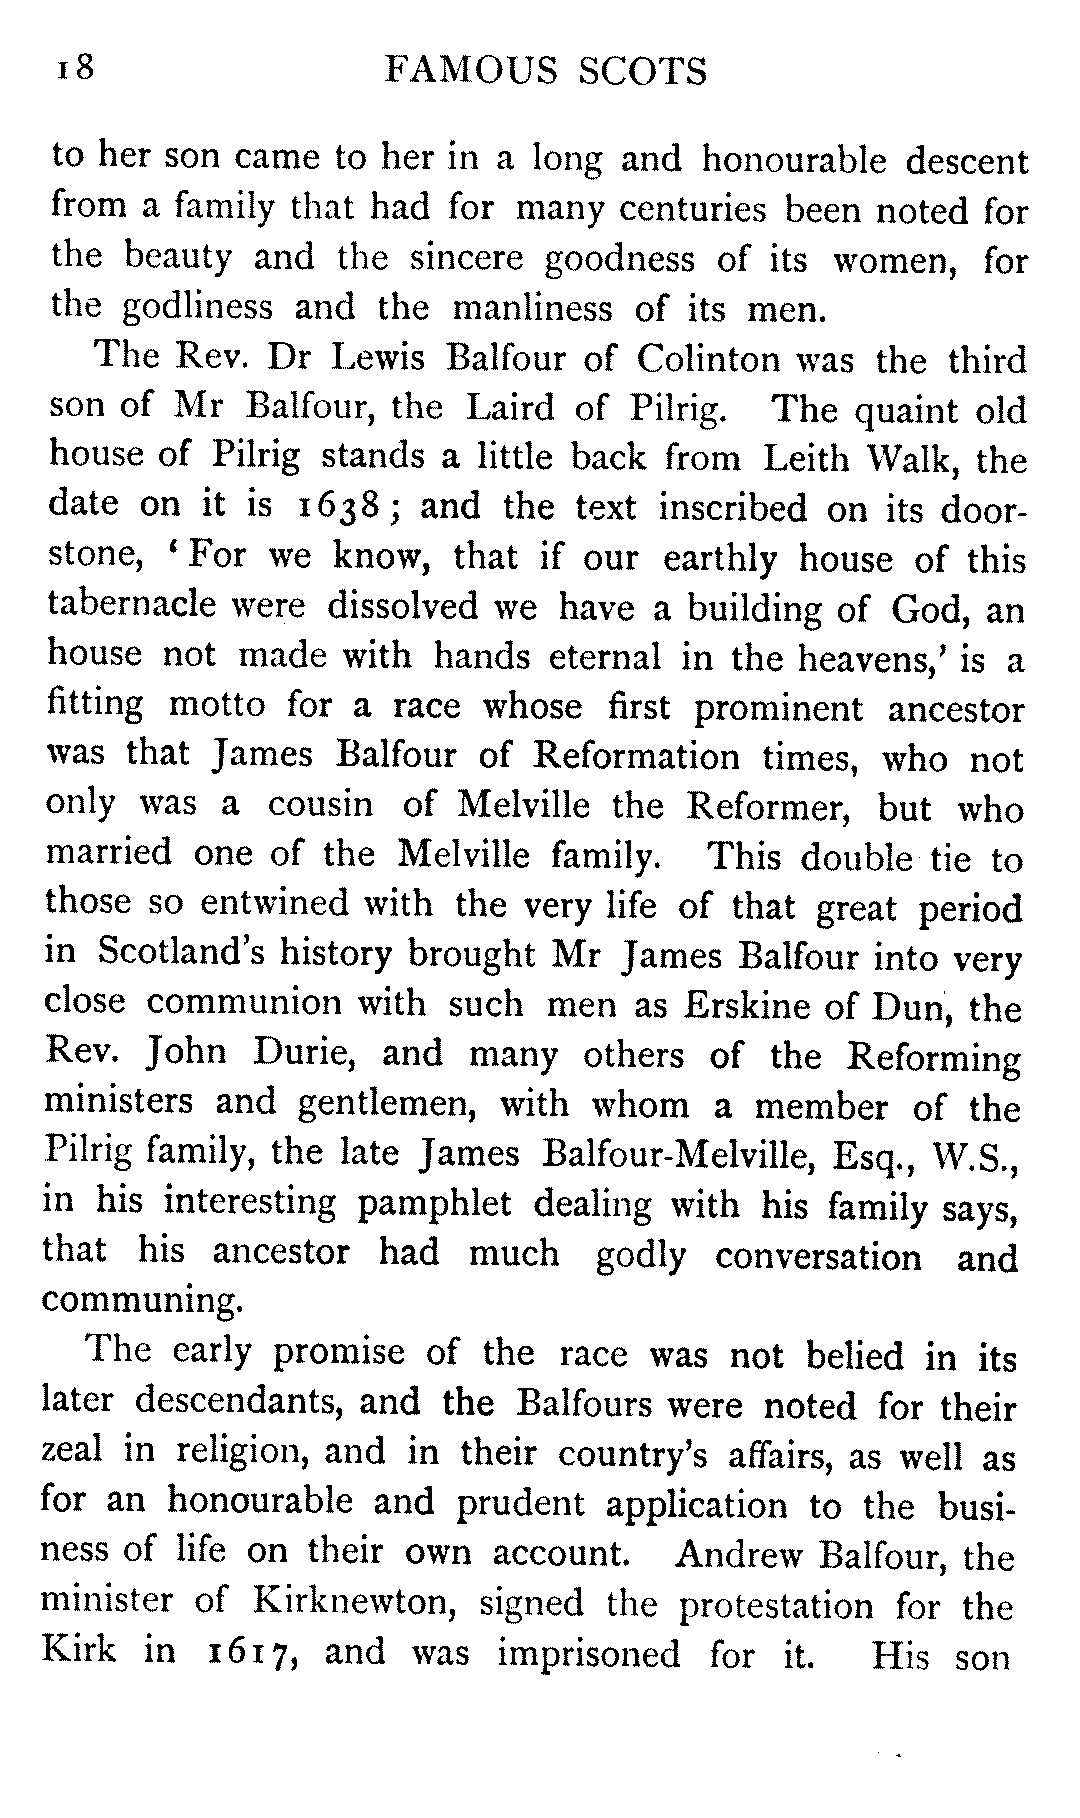 18 FAMOUS SCOTS
to her son came to her in a long and honourable descent
from a family that had for many centuries been noted for
the beauty and the sincere goodness of its women, for
the godliness and the manliness of its men.
The Rev. Dr Lewis Balfour of Colinton was the third
son of Mr Balfour, the Laird of Pilrig. The quaint old
house of Pilrig stands a little back from Leith Walk, the
date on it is 1638; and the text inscribed on its door-
stone, ‘For we know, that if our earthly house of this
tabernacle were dissolved we have a building of God, an
house not made with hands eternal in the heavens,’ is a
fitting motto for a race whose first prominent ancestor
was that James Balfour of Reformation times, who not
only was a cousin of Melville the Reformer, but who
married one of the Melville family. This double tie to
those so entwined with the very life of that great period
in Scotland’s history brought Mr James Balfour into very
close communion with such men as Erskine of Dun, the
Rev. John Durie, and many others of the Reforming
ministers and gentlemen, with whom a member of the
Pilrig family, the late James Balfour-Melville, Esq., W.S.,
in his interesting pamphlet dealing with his family says,
that his ancestor had much godly conversation and
communing.
The early promise of the race was not belied in its
later descendants, and the Balfours were noted for their
zeal in religion, and in their country’s affairs, as well as
for an honourable and prudent application to the busi-
ness of life on their own account. Andrew Balfour, the
minister of Kirknewton, signed the protestation for the
Kirk in 1617, and was imprisoned for it. His son